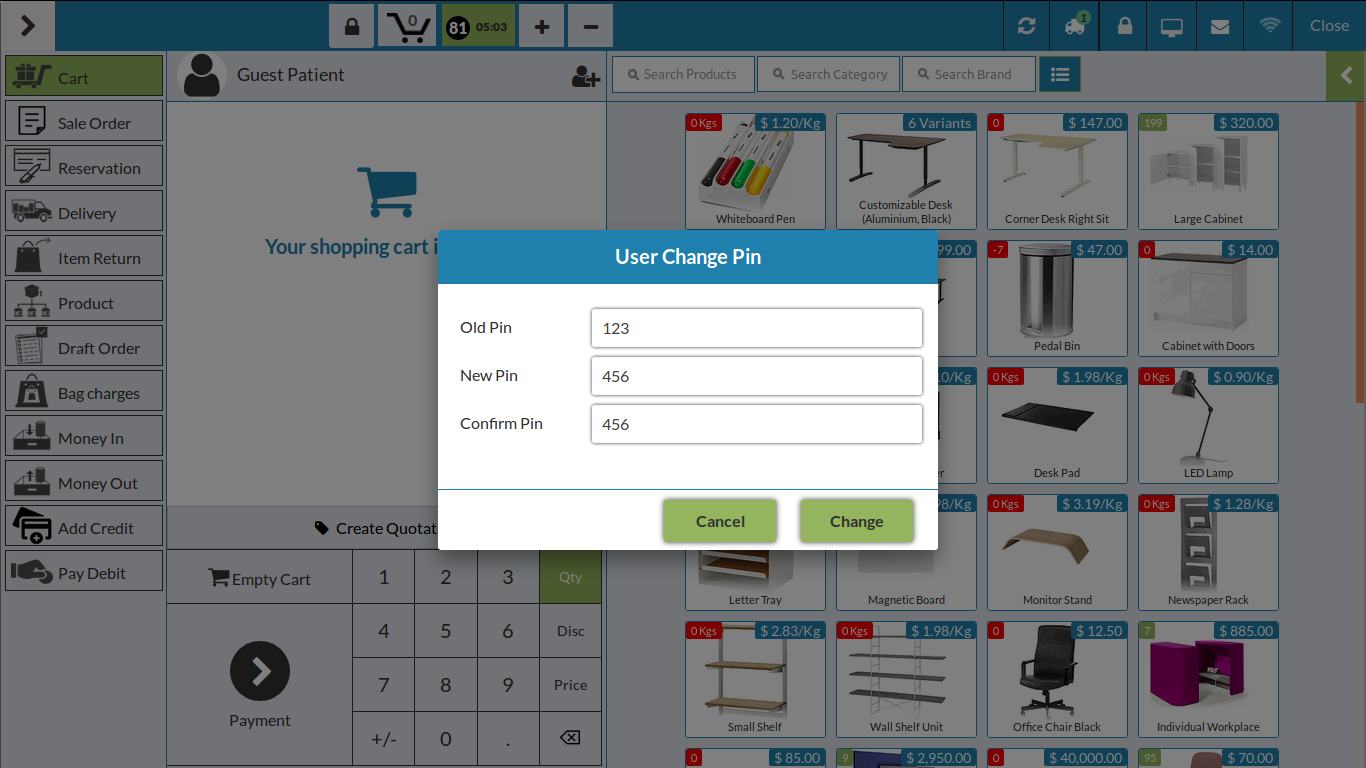 0
81 05:03
+
−
1
Close
Cart
Sale Order
Reservation
Delivery
Item Return
Product
Draft Order
Bag charges
Money In
Money Out
Add Credit
Pay Debit
Guest Patient
Your shopping cart i
Create Quotat
Empty Cart
Payment
1 2 3 Qty
4 5 6 Disc
7 8 9 Price
+/- 0 .
Search Products
Search Category
Search Brand
0 Kgs $ 1.20/Kg
Whiteboard Pen
6 Variants
Customizable Desk
(Aluminium, Black)
0 $ 147.00
Corner Desk Right Sit
199 $ 320.00
Large Cabinet
99.00
-7 $ 47.00
Pedal Bin
0 $ 14.00
Cabinet with Doors
0/Kg
er
0 Kgs $ 1.98/Kg
Desk Pad
0 Kgs $ 0.90/Kg
LED Lamp
Letter Tray
98/Kg
Magnetic Board
0 Kgs $ 3.19/Kg
Monitor Stand
0 Kgs $ 1.28/Kg
Newspaper Rack
0 Kgs $ 2.83/Kg
Small Shelf
0 Kgs $ 1.98/Kg
Wall Shelf Unit
0 $ 12.50
Office Chair Black
7 $ 885.00
Individual Workplace
0 $ 85.00
9 $ 2,950.00
0 $ 40,000.00
95 $ 70.00
User Change Pin
Old Pin 123
New Pin 456
Confirm Pin 456
Cancel Change